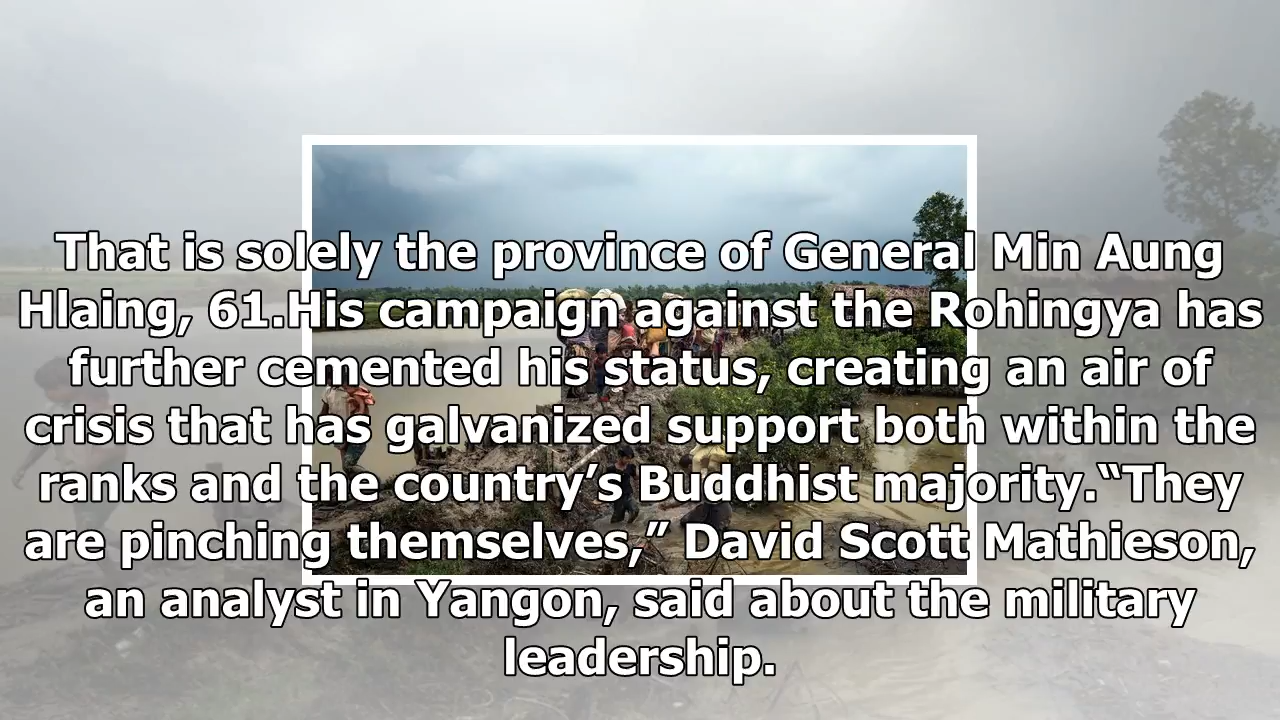 That is solely the province of General Min Aung
Hlaing, 61.His campaign against the Rohingya has
further cemented his status, creating an air of
crisis that has galvanized support both within the
ranks and the country’s Buddhist majority.“They
are pinching themselves,” David Scott Mathieson,
an analyst in Yangon, said about the military
leadership.